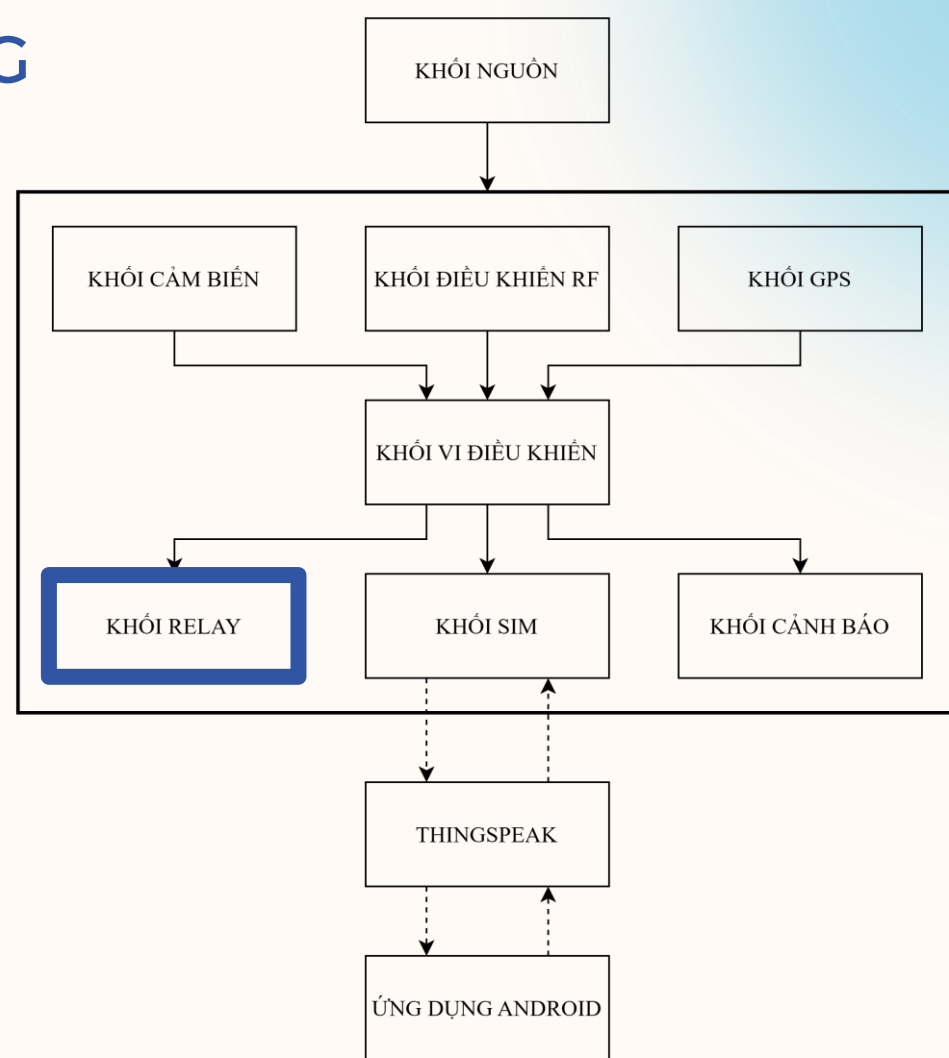 G
KHỐI NGUỒN
KHỐI CẢM BIẾN
KHỐI ĐIỀU KHIỂN RF
KHỐI GPS
KHỐI VI ĐIỀU KHIỂN
KHỐI RELAY
KHỐI SIM
KHỐI CẢNH BÁO
THINGSPEAK
ỨNG DỤNG ANDROID